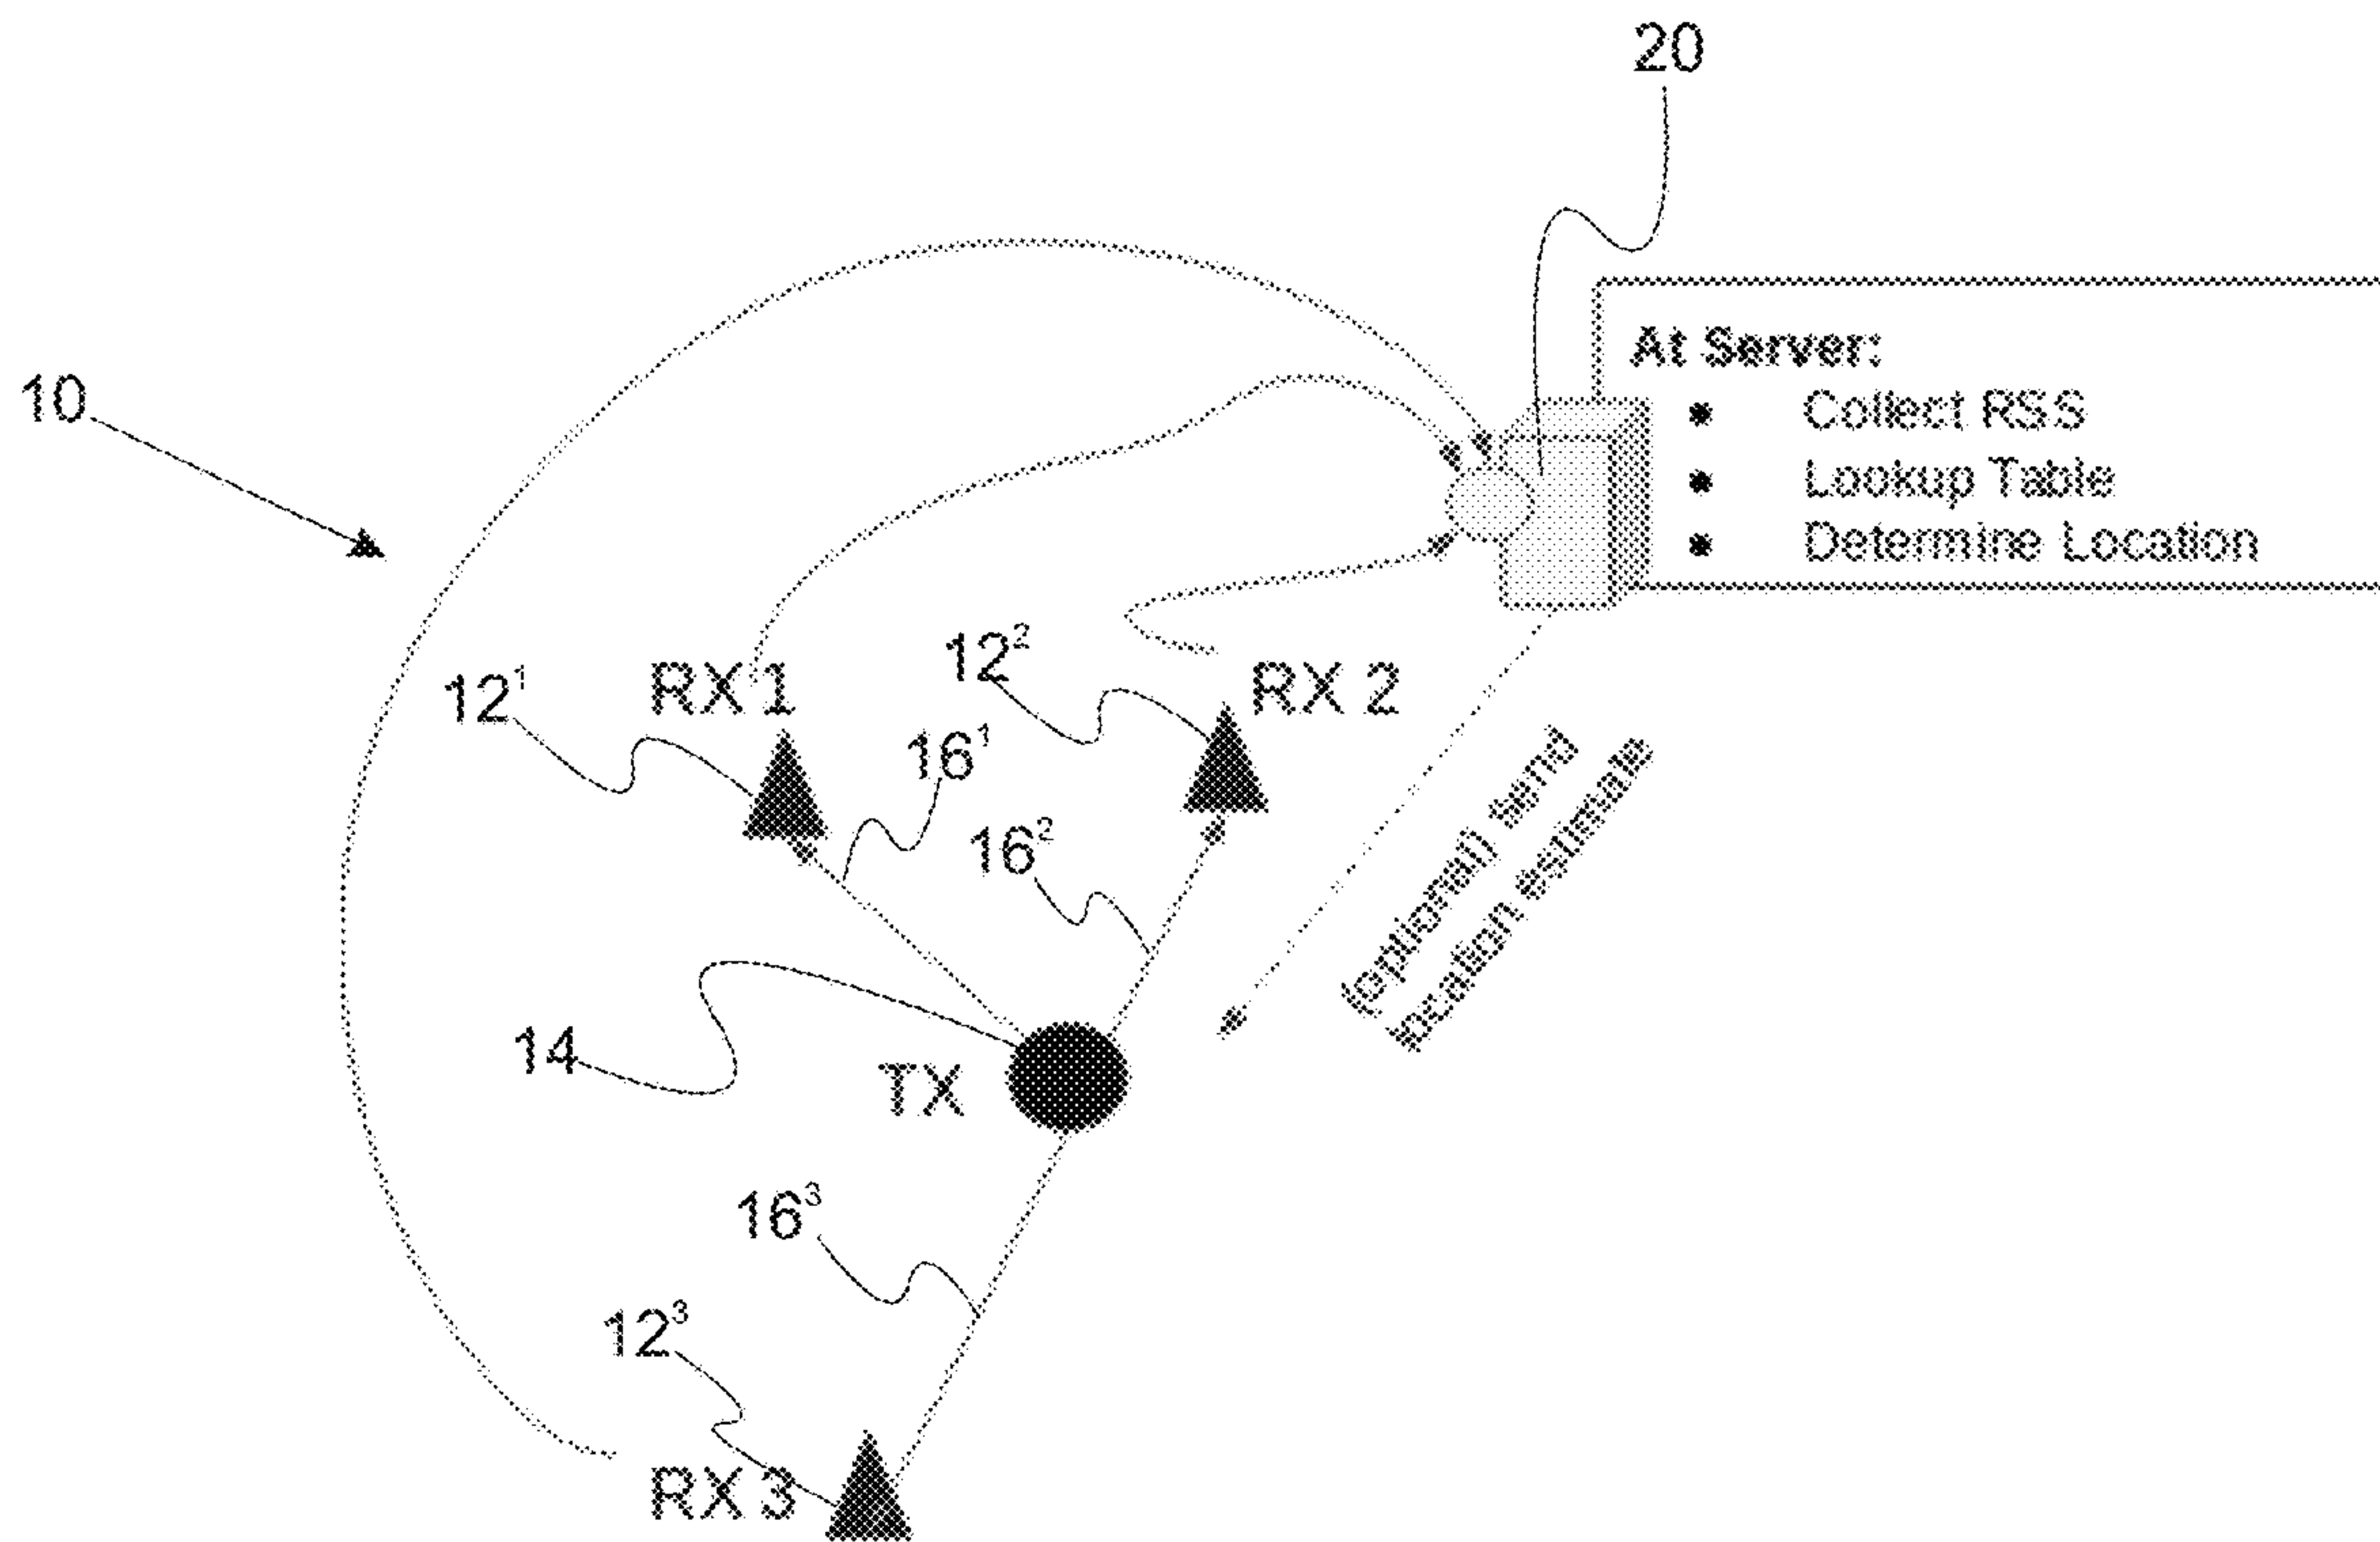 20
10
At Server:
• Collect RSS
• Lookup Table
• Determine Location
12¹
RX 1
12²
RX 2
16¹
16²
(optional) send
location estimate
14
TX
16³
12³
RX 3